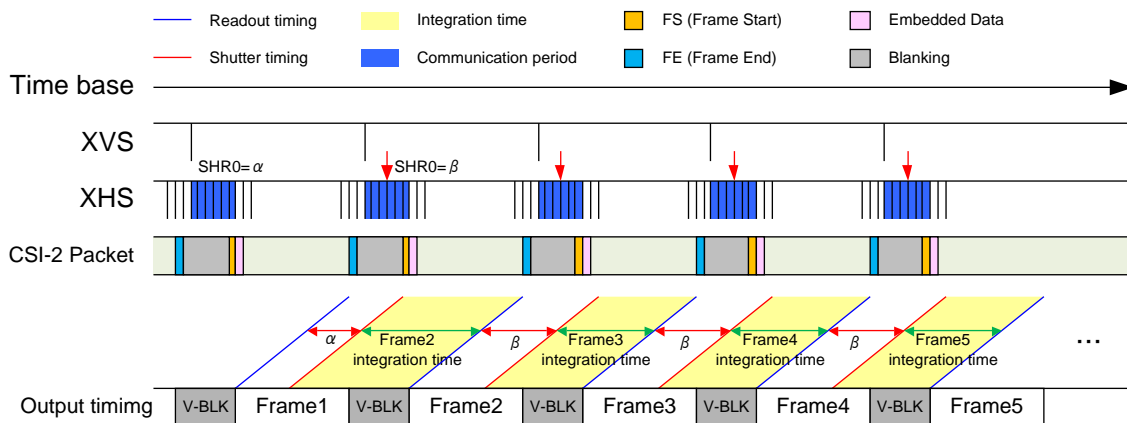 Readout timing
Integration time
FS (Frame Start)
Embedded Data
Shutter timing
Communication period
FE (Frame End)
Blanking
Time base
XVS
SHR0= α
SHR0= β
XHS
CSI-2 Packet
α
Frame2
integration time
β
Frame3
integration time
β
Frame4
integration time
β
Frame5
integration time
...
Output timimg
V-BLK
Frame1
V-BLK
Frame2
V-BLK
Frame3
V-BLK
Frame4
V-BLK
Frame5